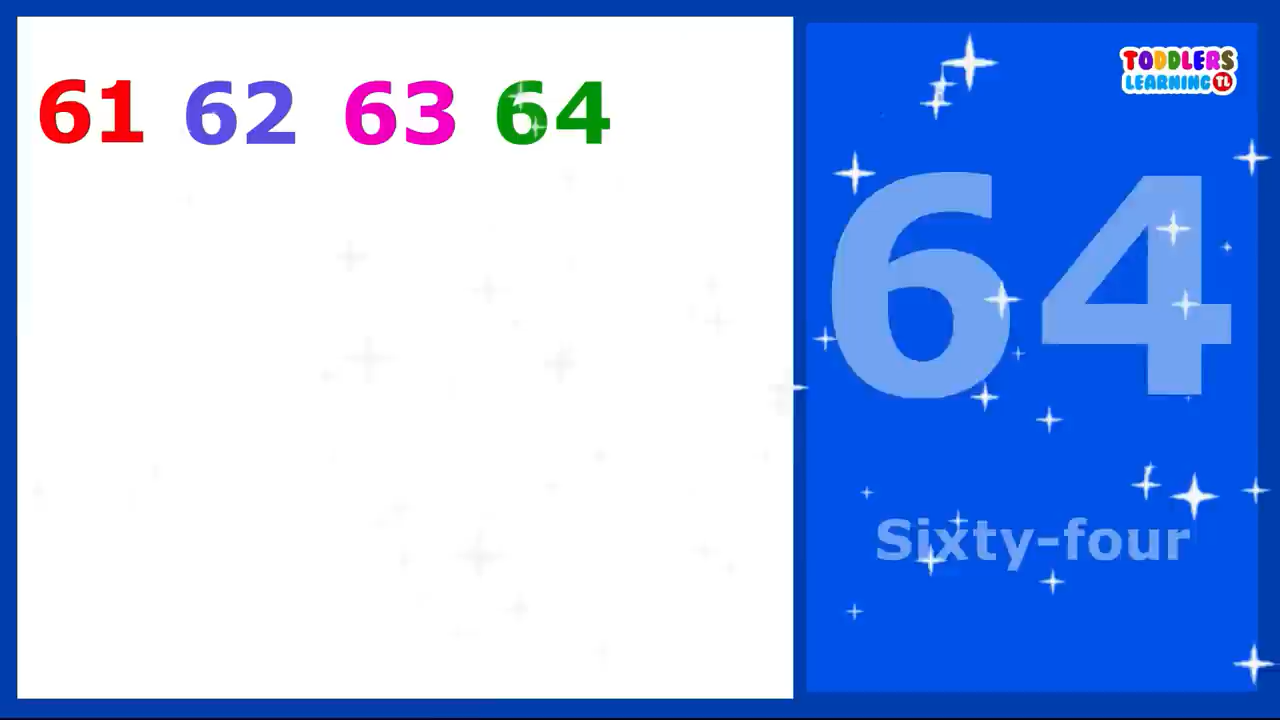 61 62 63 64
TODDLERS
LEARNING TL
64
Sixty-four